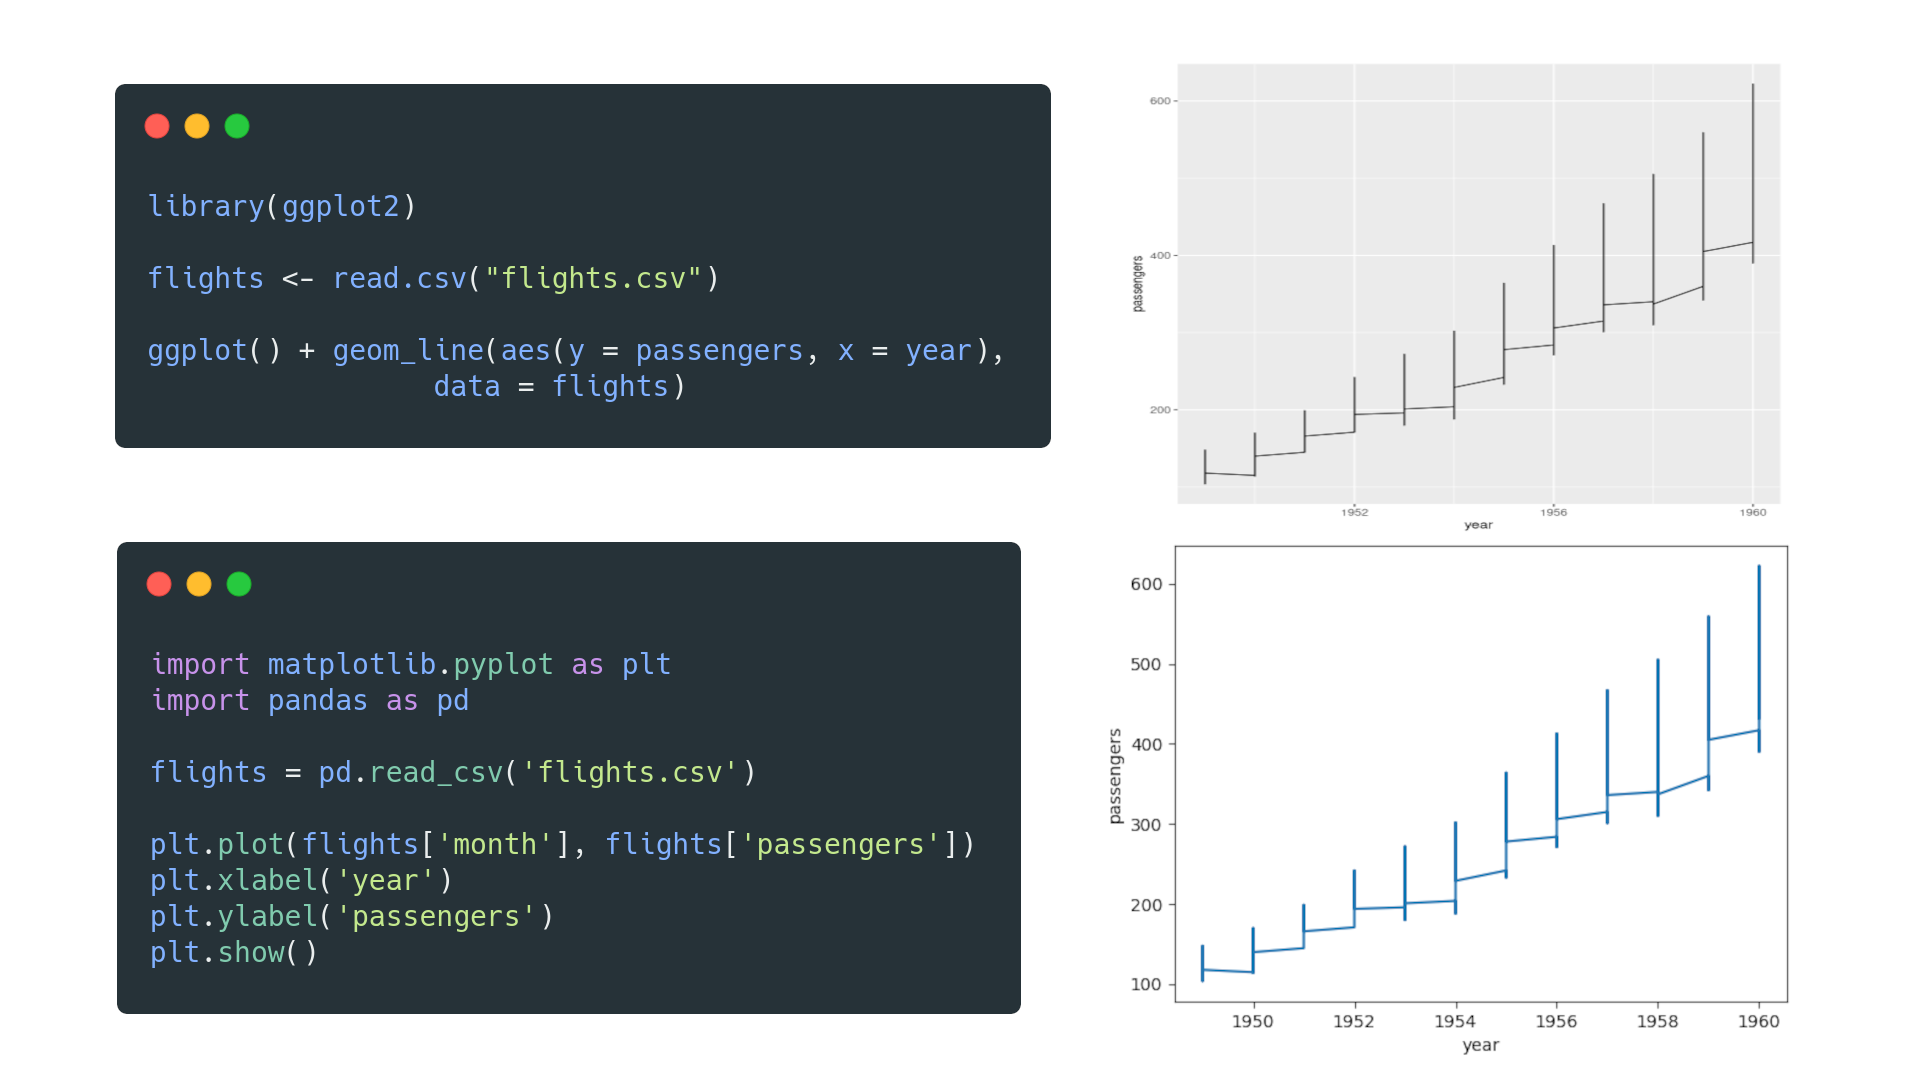 library(ggplot2)
flights <- read.csv("flights.csv")
ggplot() + geom_line(aes(y = passengers, x = year),
data = flights)
600
400
200
passengers
1952 1956 1960
year
import matplotlib.pyplot as plt
import pandas as pd
flights = pd.read_csv('flights.csv')
plt.plot(flights['month'], flights['passengers'])
plt.xlabel('year')
plt.ylabel('passengers')
plt.show()
600
500
400
300
200
100
passengers
1950 1952 1954 1956 1958 1960
year